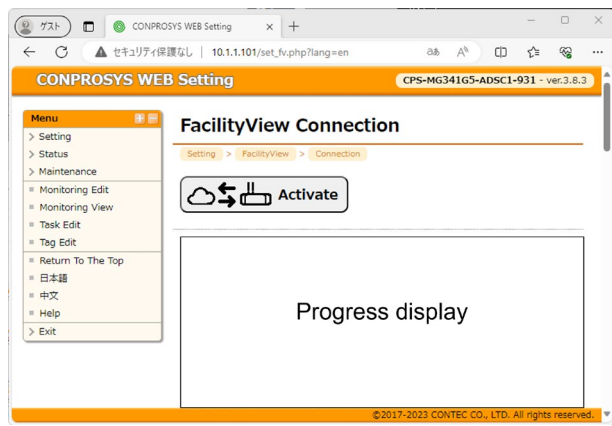 ゲスト
CONPROSYS WEB Setting
セキュリティ保護なし | 10.1.1.101/set_fv.php?lang=en
CONPROSYS WEB Setting
CPS-MG341G5-ADSC1-931 - ver.3.8.3
Menu
> Setting
> Status
> Maintenance
Monitoring Edit
Monitoring View
Task Edit
Tag Edit
Return To The Top
日本語
中文
Help
> Exit
FacilityView Connection
Setting > FacilityView > Connection
Activate
Progress display
©2017-2023 CONTEC CO., LTD. All rights reserved.